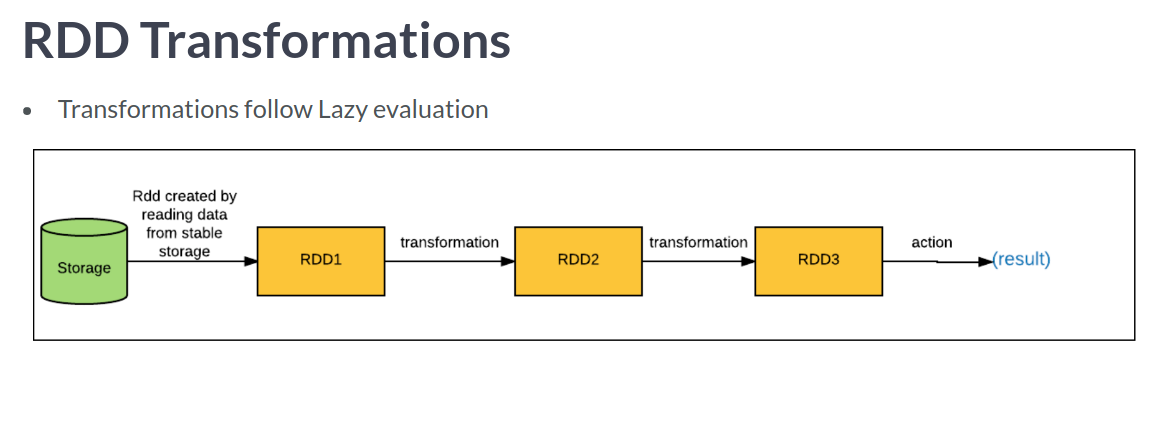 RDD Transformations
• Transformations follow Lazy evaluation
Rdd created by
reading data
from stable
storage
Storage
RDD1
transformation
RDD2
transformation
RDD3
action
(result)